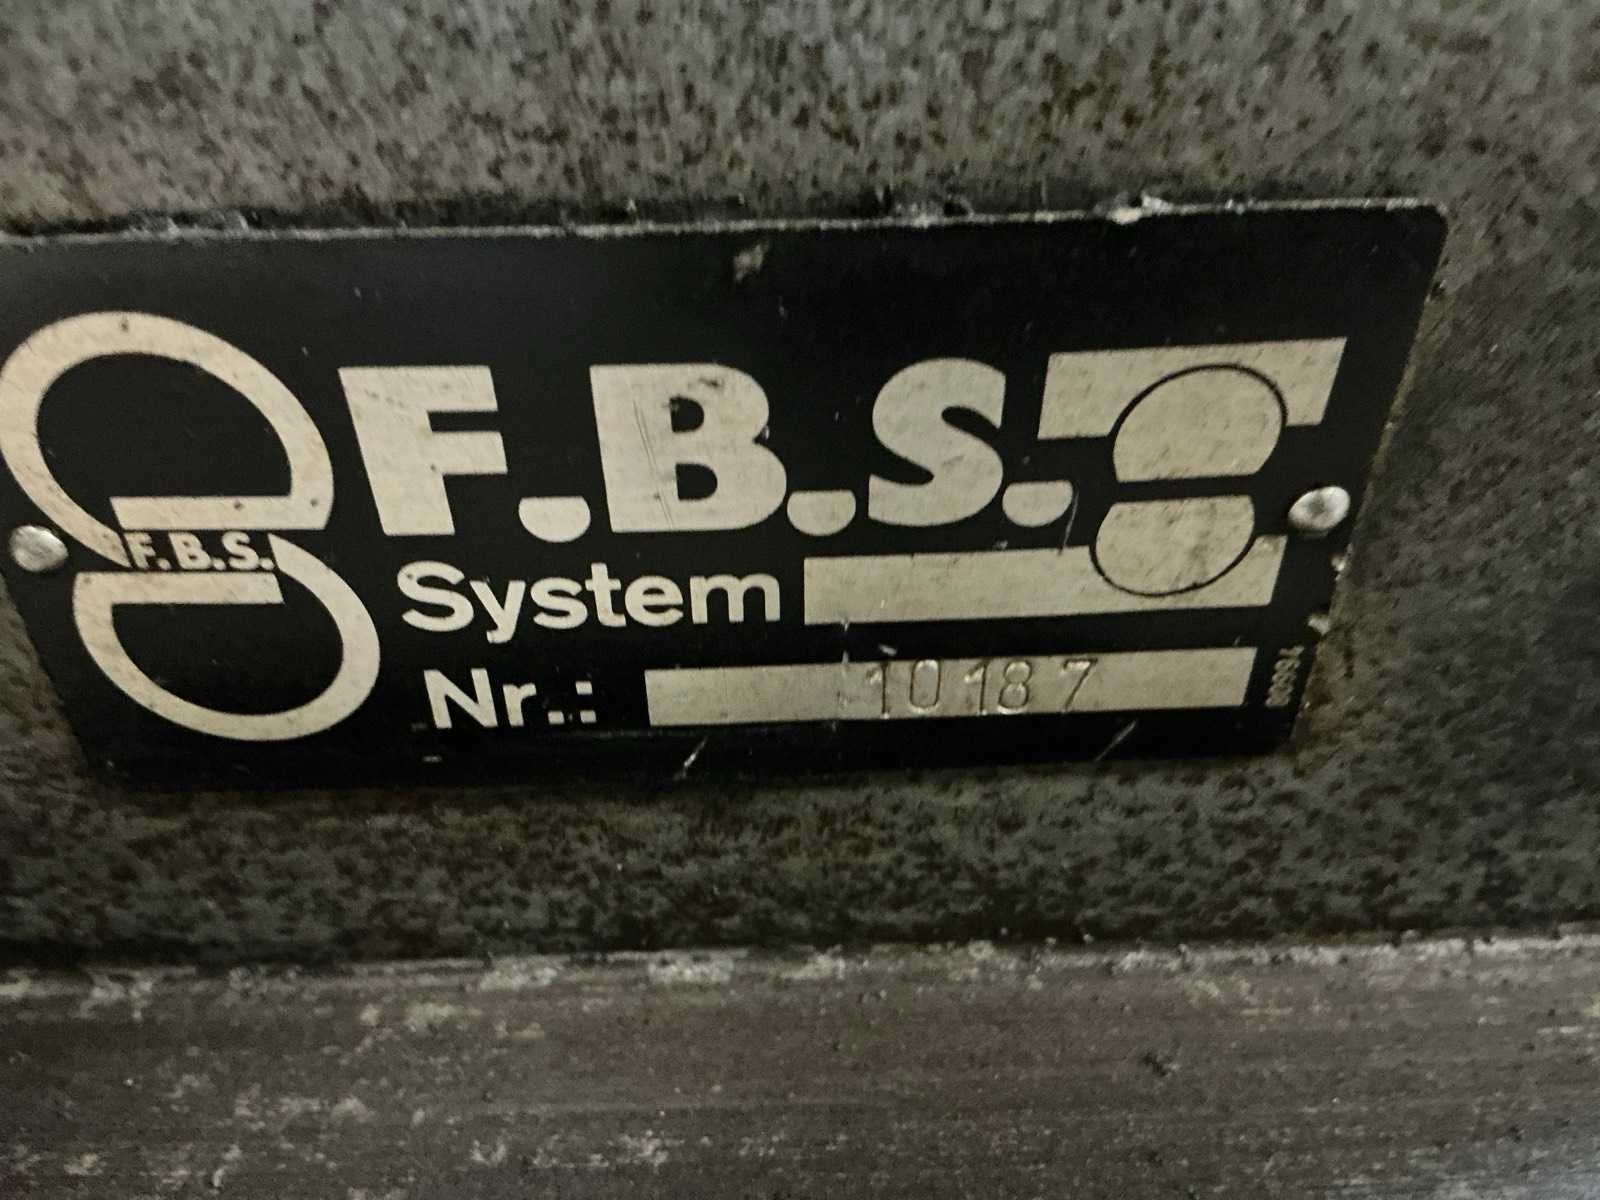 F.B.S.
F.B.S.
System
Nr.: 10187